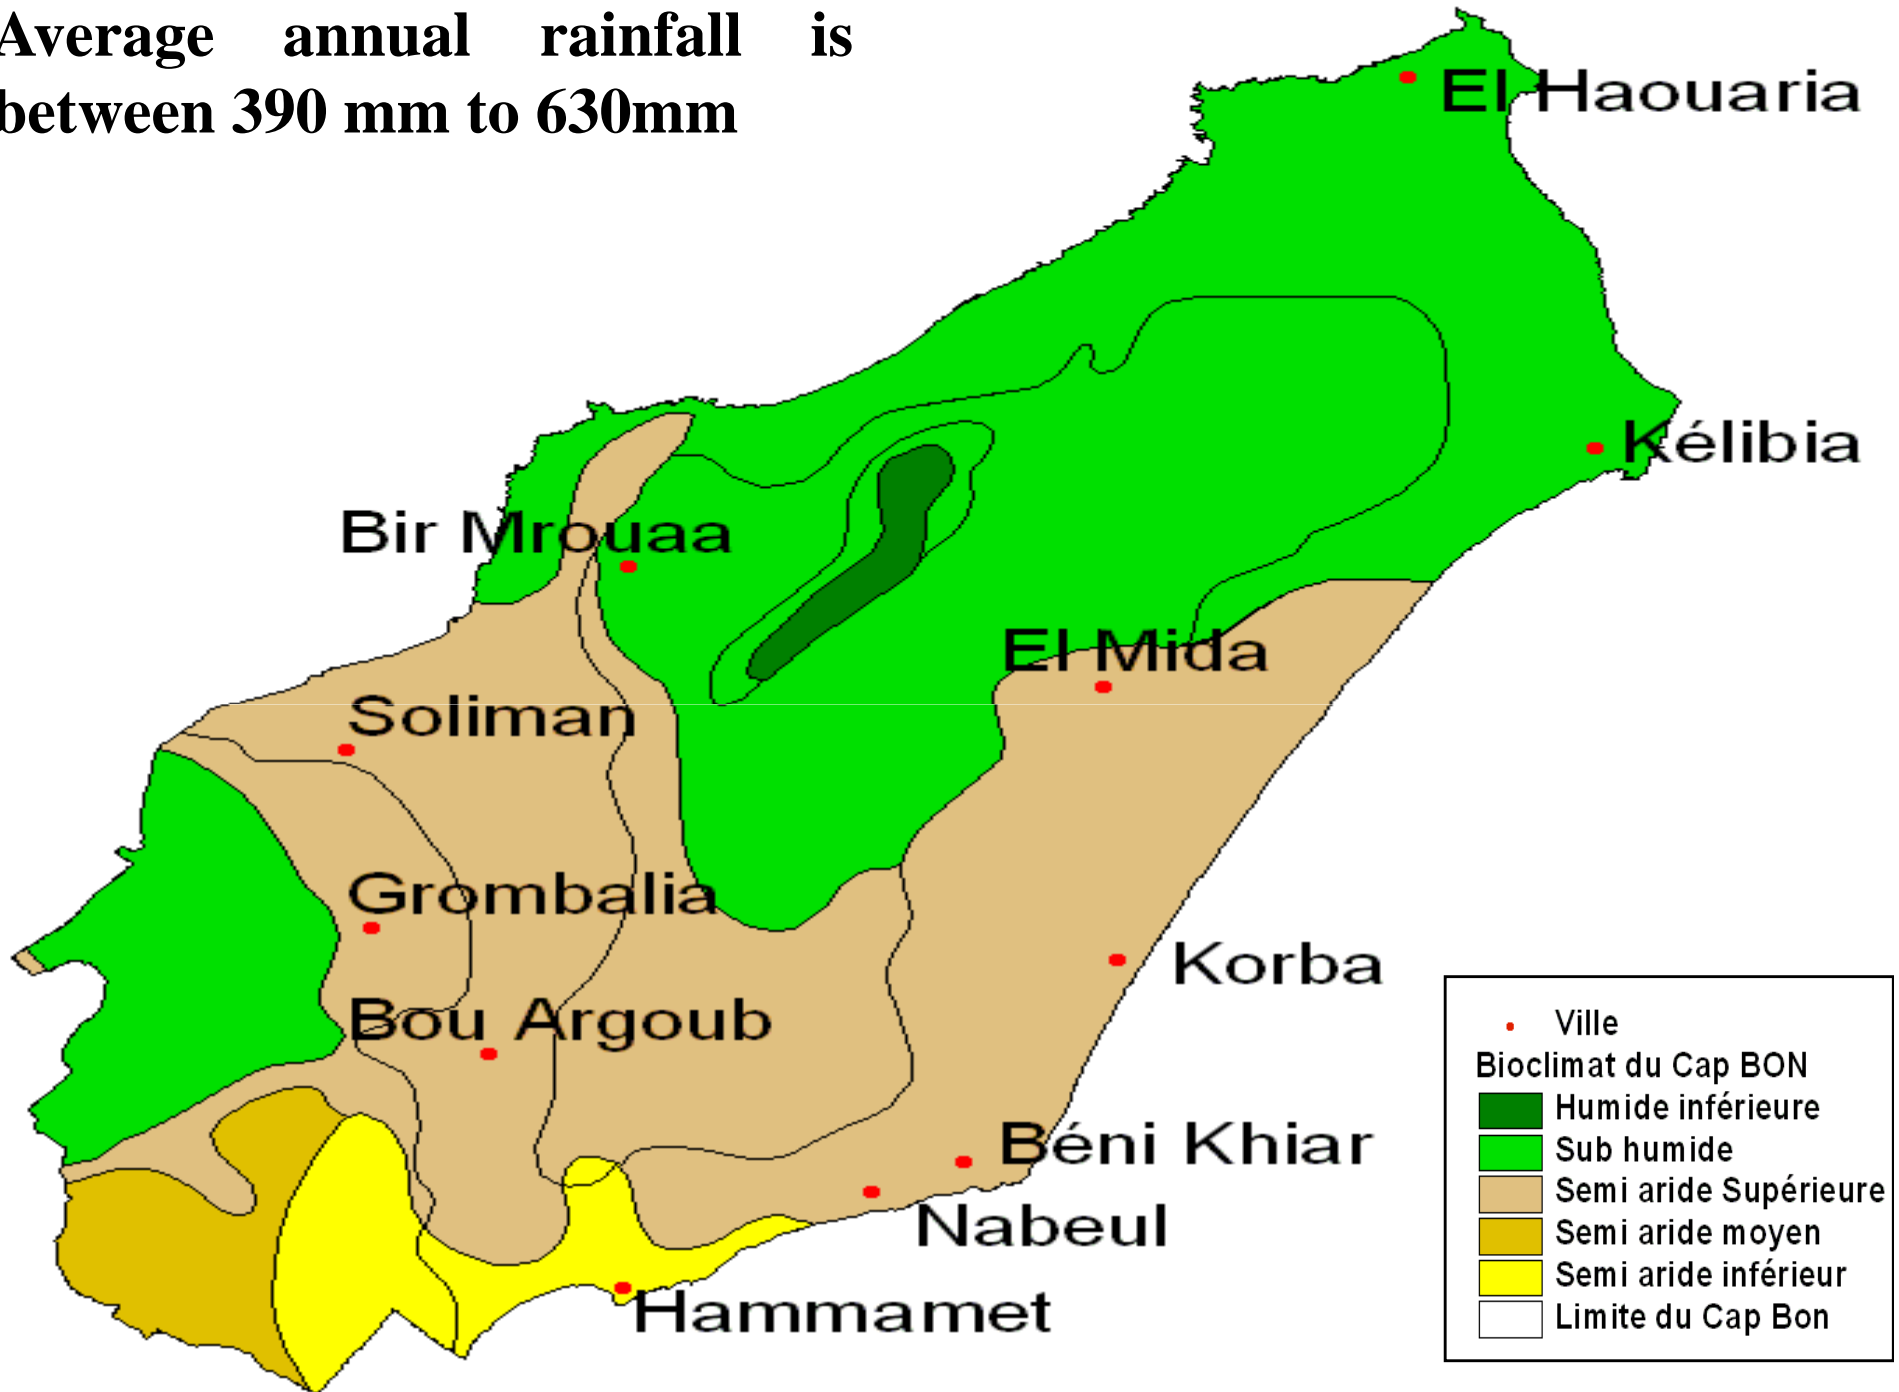 Average annual rainfall is
between 390 mm to 630mm
El Haouaria
Kélibia
Bir Mrouaa
El Mida
Soliman
Grombalia
Korba
Bou Argoub
Béni Khiar
Nabeul
Hammamet
Ville
Bioclimat du Cap BON
Humide inférieure
Sub humide
Semi aride Supérieure
Semi aride moyen
Semi aride inférieur
Limite du Cap Bon